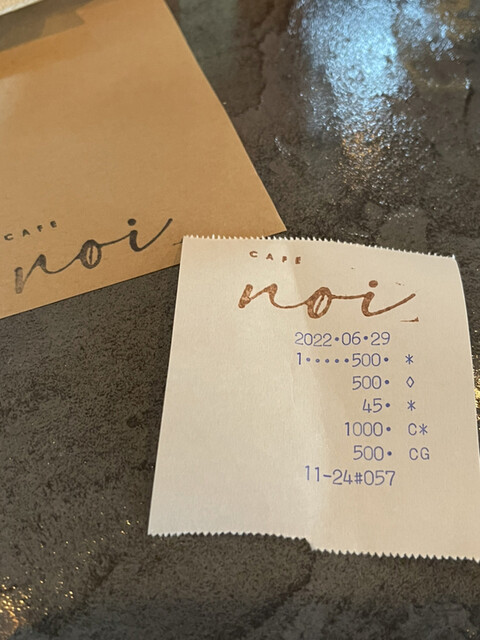 CAFE
noi
CAFE
noi
2022•06•29
1•••••500• *
500• ◊
45• *
1000• C*
500• CG
11-24#057